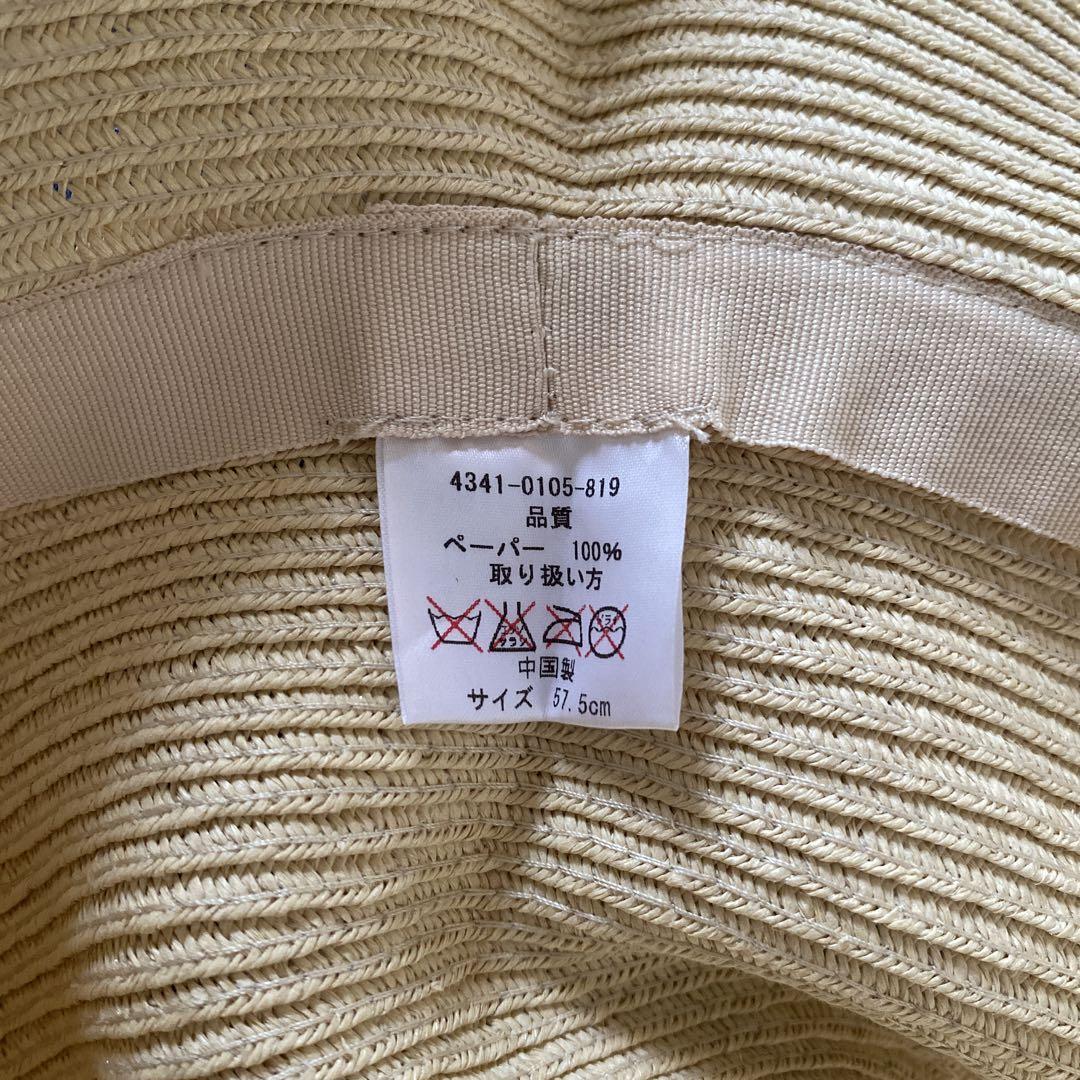 4341-0105-819
品質
ペーパー 100%
取り扱い方
中国製
サイズ 57.5cm